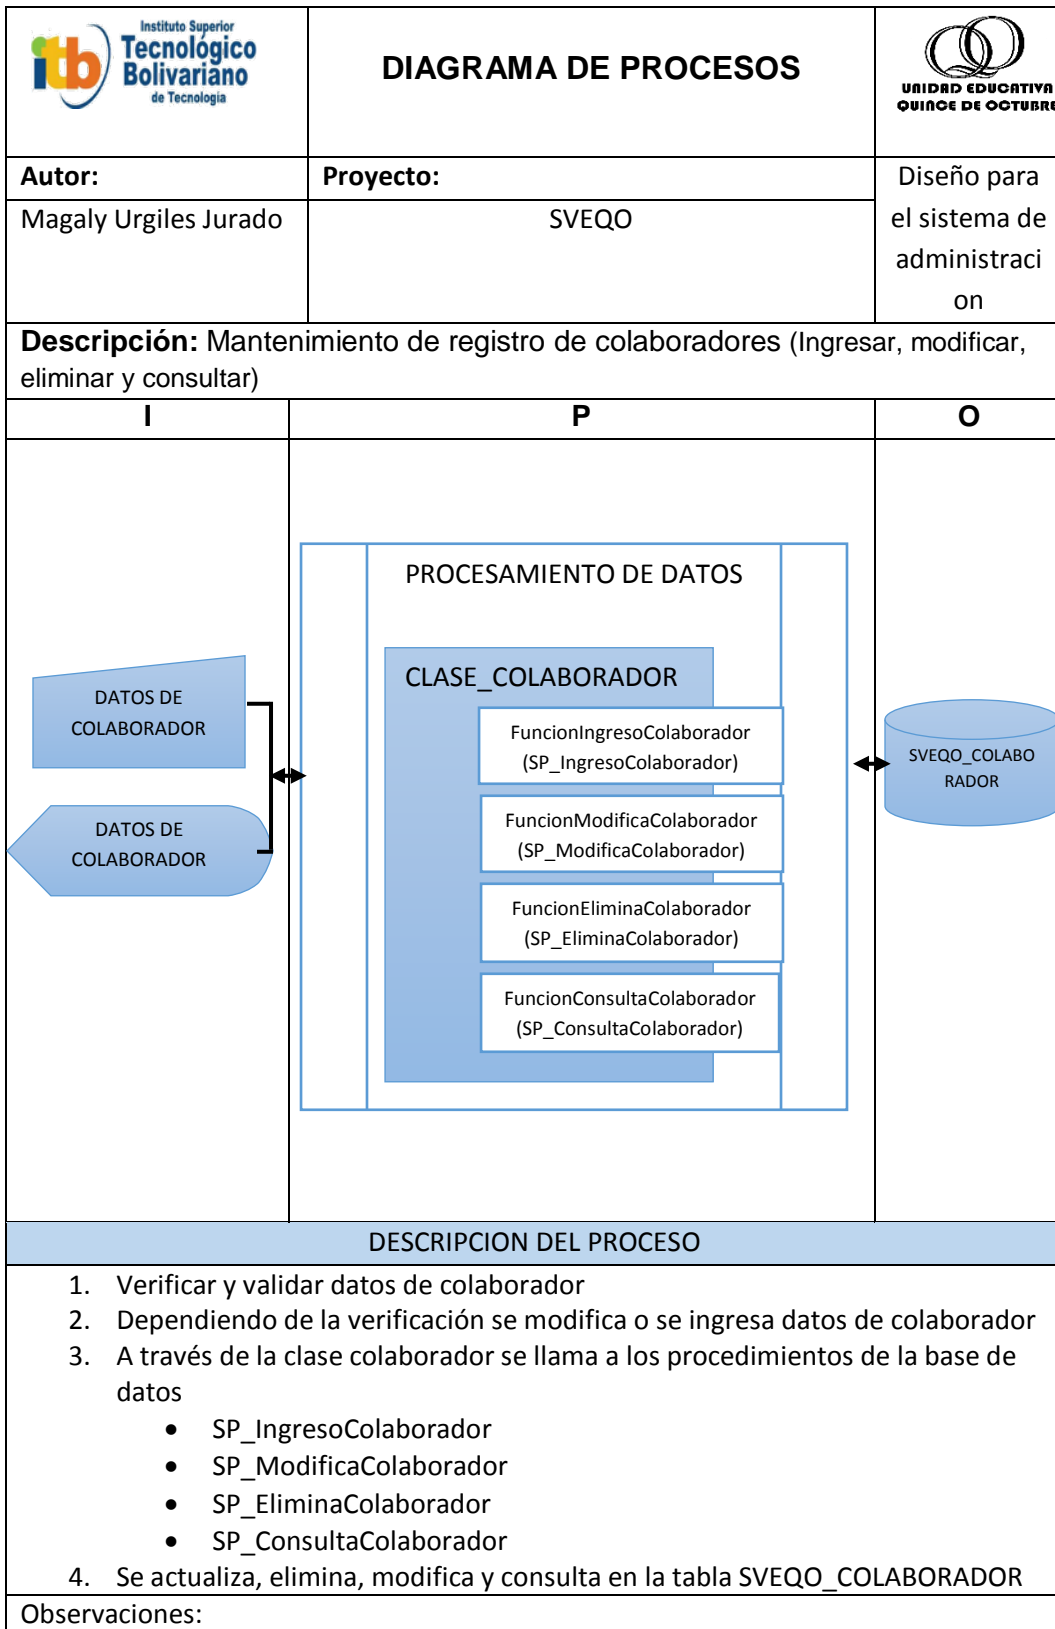 Instituto Superior
Tecnológico
Bolivariano
de Tecnología
itb
DIAGRAMA DE PROCESOS
UNIDAD EDUCATIVA
QUINCE DE OCTUBRE
Autor:
Proyecto:
Diseño para
el sistema de
administraci
on
Magaly Urgiles Jurado
SVEQO
Descripción: Mantenimiento de registro de colaboradores (Ingresar, modificar,
eliminar y consultar)
I
P
O
DATOS DE
COLABORADOR
DATOS DE
COLABORADOR
PROCESAMIENTO DE DATOS
CLASE_COLABORADOR
FuncionIngresoColaborador
(SP_IngresoColaborador)
FuncionModificaColaborador
(SP_ModificaColaborador)
FuncionEliminaColaborador
(SP_EliminaColaborador)
FuncionConsultaColaborador
(SP_ConsultaColaborador)
SVEQO_COLABO
RADOR
DESCRIPCION DEL PROCESO
1. Verificar y validar datos de colaborador
2. Dependiendo de la verificación se modifica o se ingresa datos de colaborador
3. A través de la clase colaborador se llama a los procedimientos de la base de
datos
• SP_IngresoColaborador
• SP_ModificaColaborador
• SP_EliminaColaborador
• SP_ConsultaColaborador
4. Se actualiza, elimina, modifica y consulta en la tabla SVEQO_COLABORADOR
Observaciones: